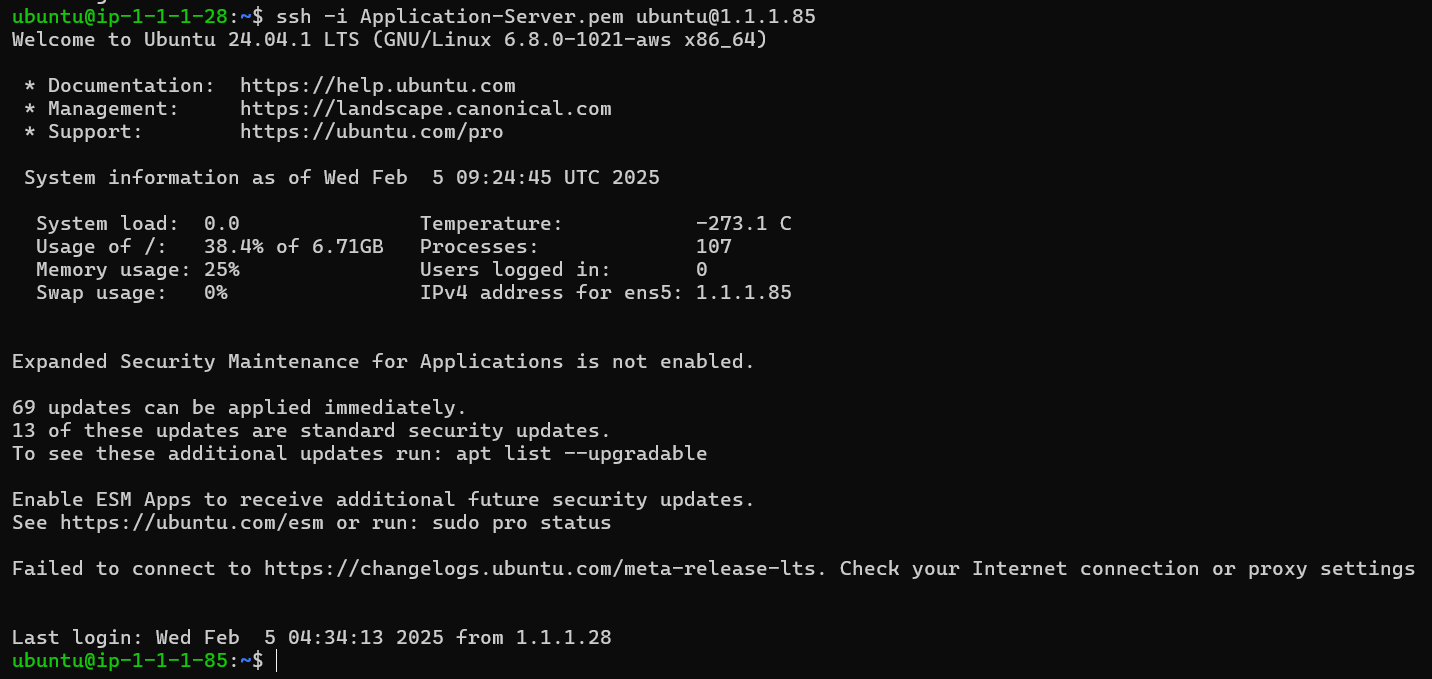 ubuntu@ip-1-1-1-28:~$ ssh -i Application-Server.pem ubuntu@1.1.1.85
Welcome to Ubuntu 24.04.1 LTS (GNU/Linux 6.8.0-1021-aws x86_64)

 * Documentation:  https://help.ubuntu.com
 * Management:     https://landscape.canonical.com
 * Support:        https://ubuntu.com/pro

 System information as of Wed Feb  5 09:24:45 UTC 2025

  System load:  0.0               Temperature:           -273.1 C
  Usage of /:   38.4% of 6.71GB   Processes:             107
  Memory usage: 25%               Users logged in:       0
  Swap usage:   0%                IPv4 address for ens5: 1.1.1.85

Expanded Security Maintenance for Applications is not enabled.

69 updates can be applied immediately.
13 of these updates are standard security updates.
To see these additional updates run: apt list --upgradable

Enable ESM Apps to receive additional future security updates.
See https://ubuntu.com/esm or run: sudo pro status

Failed to connect to https://changelogs.ubuntu.com/meta-release-lts. Check your Internet connection or proxy settings

Last login: Wed Feb  5 04:34:13 2025 from 1.1.1.28
ubuntu@ip-1-1-1-85:~$